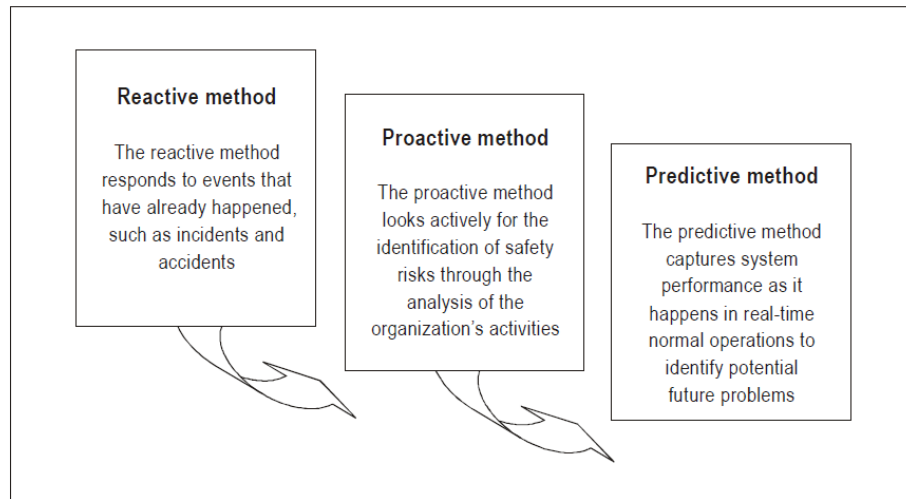 Reactive method
The reactive method
responds to events that
have already happened,
such as incidents and
accidents
Proactive method
The proactive method
looks actively for the
identification of safety
risks through the
analysis of the
organization's activities
Predictive method
The predictive method
captures system
performance as it
happens in real-time
normal operations to
identify potential
future problems